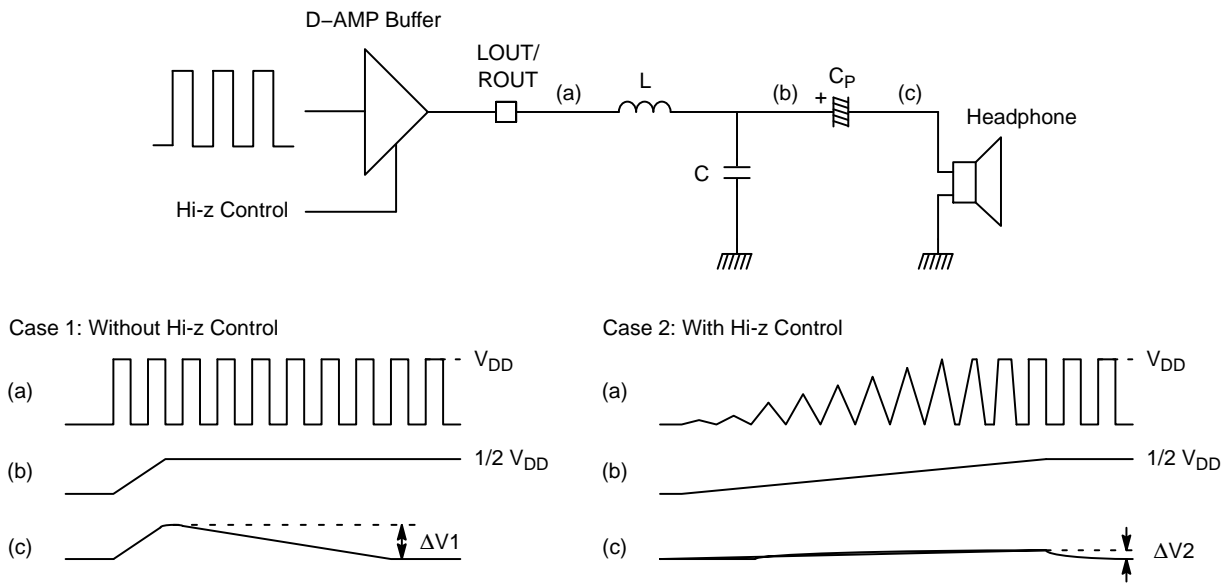 D–AMP Buffer
LOUT/
ROUT
(a)
L
(b)
+
CP
(c)
Headphone
C
Hi-z Control
Case 1: Without Hi-z Control
(a)
VDD
(b)
1/2 VDD
(c)
ΔV1
Case 2: With Hi-z Control
(a)
VDD
(b)
1/2 VDD
(c)
ΔV2